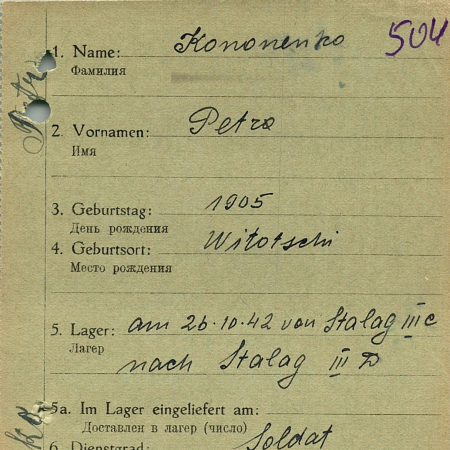 1. Name: Kononenko 504
Фамилия
2. Vornamen: Petro
Имя
3. Geburtstag: 1905
День рождения
4. Geburtsort: Witotschi
Место рождения
5. Lager: am 26.10.42 von Stalag III c
Лагер
nach Stalag III D
5a. Im Lager eingeliefert am:
Доставлен в лагер (число)
6. Dienstgrad: Soldat